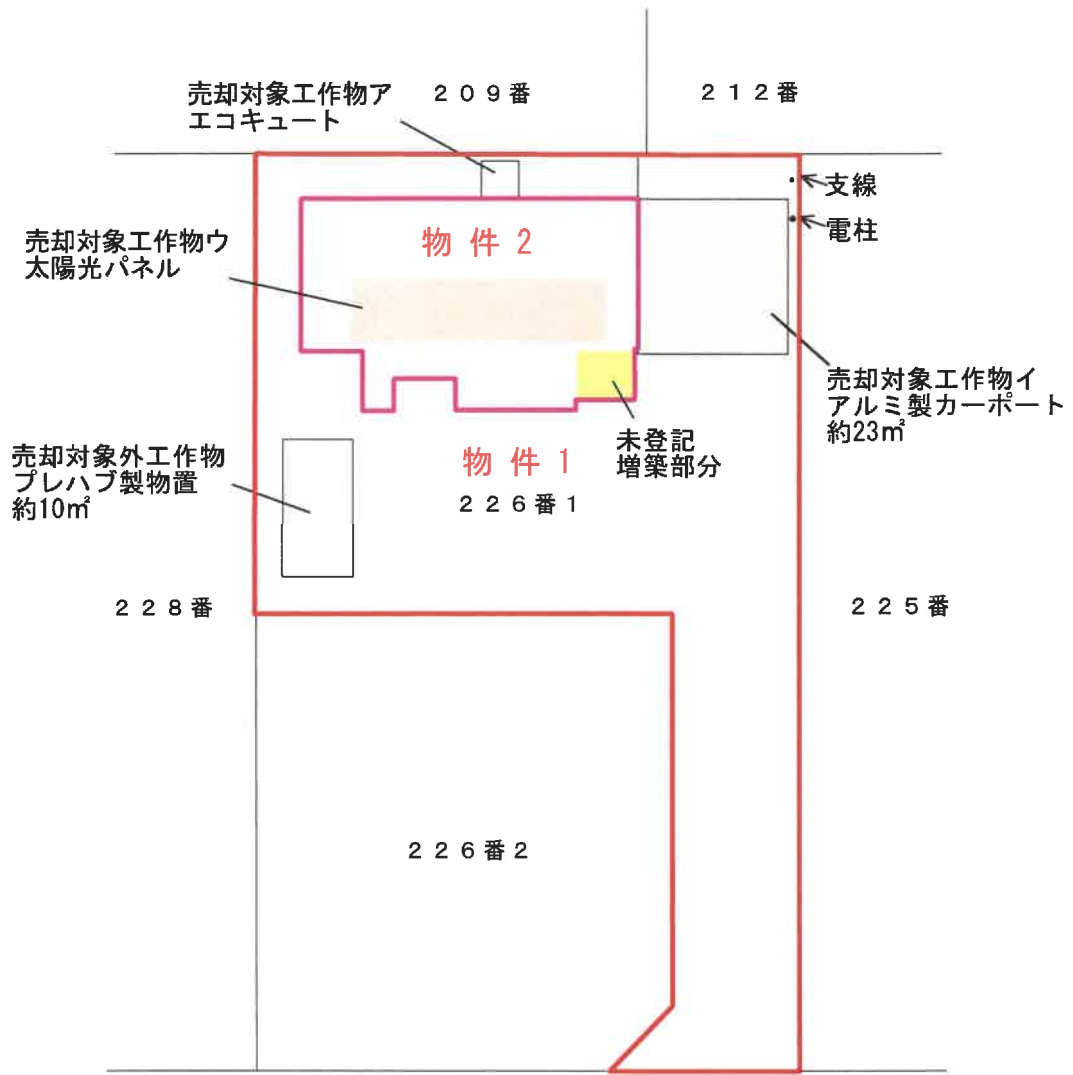 売却対象工作物ア
エコキュート
２０９番
２１２番
支線
電柱
売却対象工作物ウ
太陽光パネル
物件２
売却対象工作物イ
アルミ製カーポート
約23㎡
未登記
増築部分
売却対象外工作物
プレハブ製物置
約10㎡
物件１
２２６番１
２２８番
２２５番
２２６番２